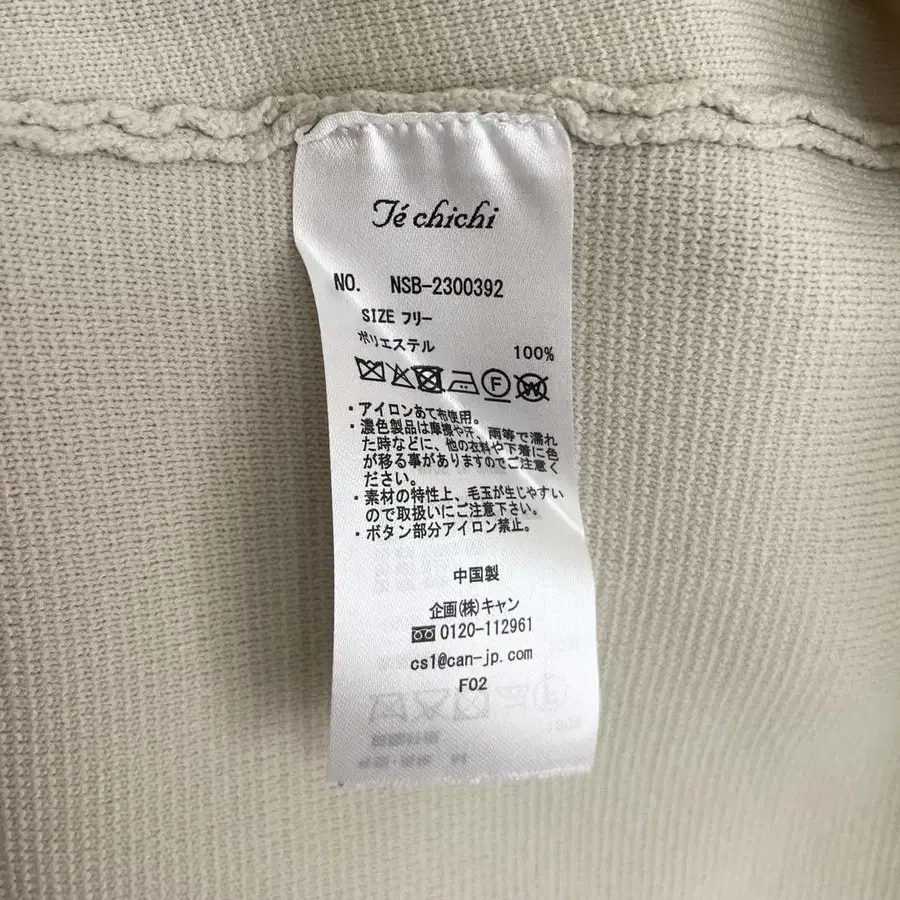 Té chichi
NO. NSB-2300392
SIZE フリー
ポリエステル 100%
F W
・アイロンあて布使用。
・濃色製品は摩擦や汗、雨等で濡れ
た時などに、他の衣料や下着に色
が移る事がありますのでご注意く
ださい。
・素材の特性上、毛玉が生じやすい
ので取扱いにご注意下さい。
・ボタン部分アイロン禁止。
中国製
企画(株)キャン
0120-112961
cs1@can-jp.com
F02